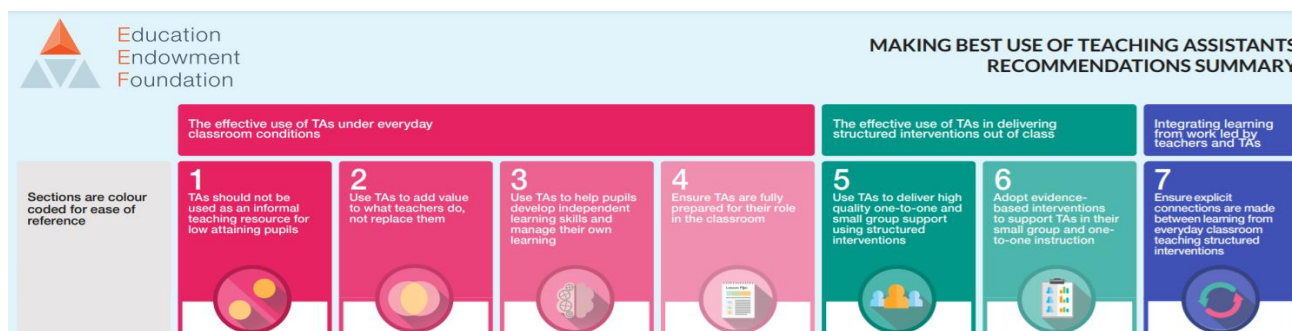 Education
Endowment
Foundation
MAKING BEST USE OF TEACHING ASSISTANTS
RECOMMENDATIONS SUMMARY
The effective use of TAs under everyday
classroom conditions
The effective use of TAs in delivering
structured interventions out of class
Integrating learning
from work led by
teachers and TAs
Sections are colour
coded for ease of
reference
1
TAs should not be
used as an informal
teaching resource for
low attaining pupils
2
Use TAs to add value
to what teachers do,
not replace them
3
Use TAs to help pupils
develop independent
learning skills and
manage their own
learning
4
Ensure TAs are fully
prepared for their role
in the classroom
Lesson Plan
5
Use TAs to deliver high
quality one-to-one and
small group support
using structured
interventions
6
Adopt evidence-
based interventions
to support TAs in their
small group and one-
to-one instruction
7
Ensure explicit
connections are made
between learning from
everyday classroom
teaching structured
interventions